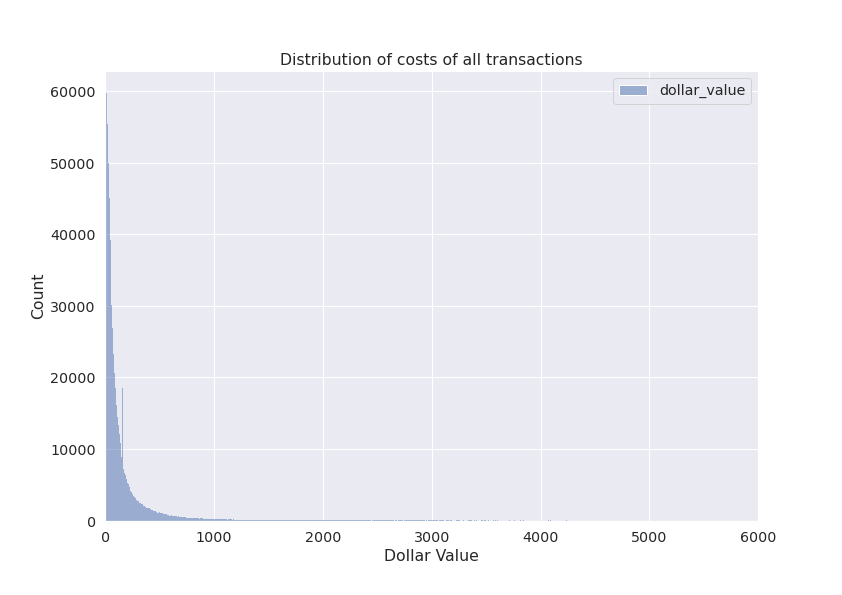 Distribution of costs of all transactions
dollar_value
60000
50000
40000
30000
20000
10000
0
Count
0 1000 2000 3000 4000 5000 6000
Dollar Value